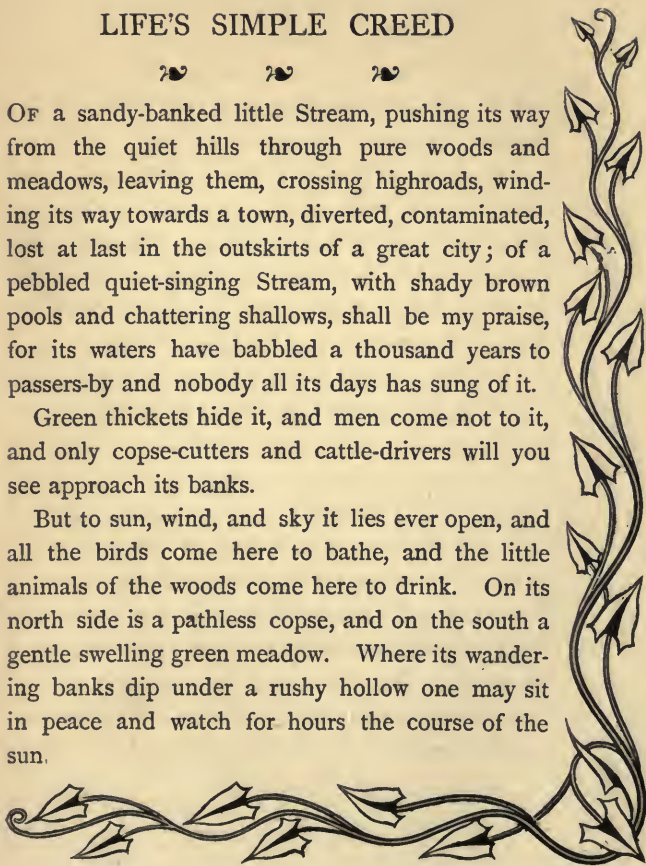 LIFE'S SIMPLE CREED
OF a sandy-banked little Stream, pushing its way
from the quiet hills through pure woods and
meadows, leaving them, crossing highroads, wind-
ing its way towards a town, diverted, contaminated,
lost at last in the outskirts of a great city; of a
pebbled quiet-singing Stream, with shady brown
pools and chattering shallows, shall be my praise,
for its waters have babbled a thousand years to
passers-by and nobody all its days has sung of it.
Green thickets hide it, and men come not to it,
and only copse-cutters and cattle-drivers will you
see approach its banks.
But to sun, wind, and sky it lies ever open, and
all the birds come here to bathe, and the little
animals of the woods come here to drink. On its
north side is a pathless copse, and on the south a
gentle swelling green meadow. Where its wander-
ing banks dip under a rushy hollow one may sit
in peace and watch for hours the course of the
sun.